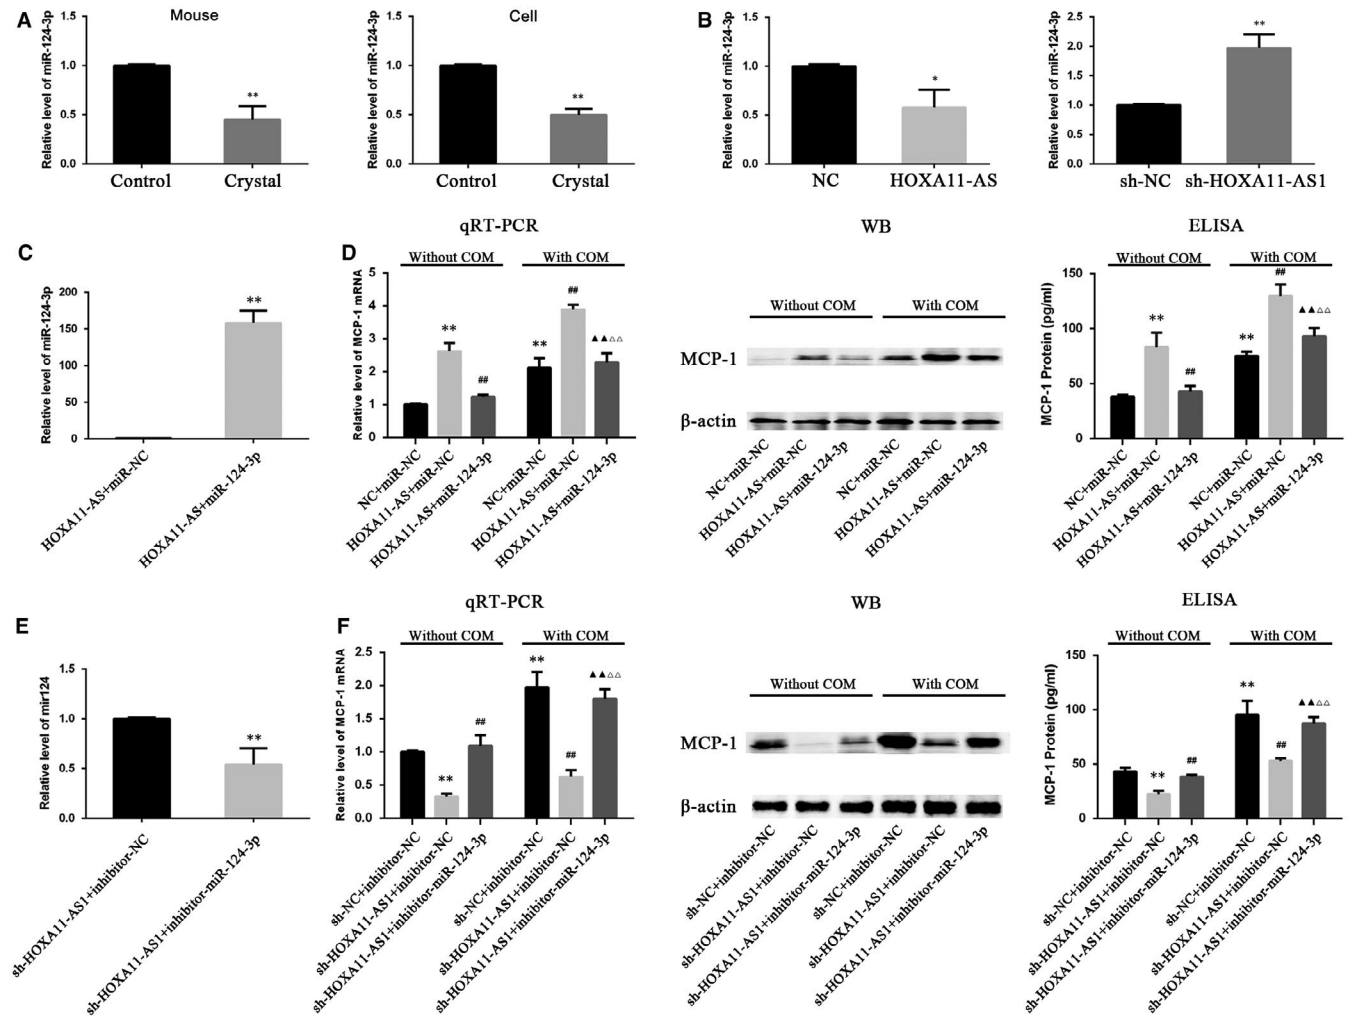 A
Mouse
Relative level of miR-124-3p
1.5
1.0
0.5
0.0
**
Control
Crystal
Cell
Relative level of miR-124-3p
1.5
1.0
0.5
0.0
**
Control
Crystal
B
Relative level of miR-124-3p
1.5
1.0
0.5
0.0
*
NC
HOXA11-AS
Relative level of miR-124-3p
2.5
2.0
1.5
1.0
0.5
0.0
**
sh-NC
sh-HOXA11-AS1
C
Relative level of miR-124-3p
200
150
100
50
0
**
HOXA11-AS+miR-NC
HOXA11-AS+miR-124-3p
D
qRT-PCR
Without COM
With COM
Relative level of MCP-1 mRNA
5
4
3
2
1
0
**
##
**
##
▲▲△△
NC+miR-NC
HOXA11-AS+miR-NC
HOXA11-AS+miR-124-3p
NC+miR-NC
HOXA11-AS+miR-NC
HOXA11-AS+miR-124-3p
WB
Without COM
With COM
MCP-1
β-actin
NC+miR-NC
HOXA11-AS+miR-NC
HOXA11-AS+miR-124-3p
NC+miR-NC
HOXA11-AS+miR-NC
HOXA11-AS+miR-124-3p
ELISA
Without COM
With COM
MCP-1 Protein (pg/ml)
150
100
50
0
**
##
**
##
▲▲△△
NC+miR-NC
HOXA11-AS+miR-NC
HOXA11-AS+miR-124-3p
NC+miR-NC
HOXA11-AS+miR-NC
HOXA11-AS+miR-124-3p
E
Relative level of mir124
1.5
1.0
0.5
0.0
**
sh-HOXA11-AS1+inhibitor-NC
sh-HOXA11-AS1+inhibitor-miR-124-3p
F
qRT-PCR
Without COM
With COM
Relative level of MCP-1 mRNA
2.5
2.0
1.5
1.0
0.5
0.0
**
##
**
##
▲▲△△
sh-NC+inhibitor-NC
sh-HOXA11-AS1+inhibitor-NC
sh-HOXA11-AS1+inhibitor-miR-124-3p
sh-NC+inhibitor-NC
sh-HOXA11-AS1+inhibitor-NC
sh-HOXA11-AS1+inhibitor-miR-124-3p
WB
Without COM
With COM
MCP-1
β-actin
sh-NC+inhibitor-NC
sh-HOXA11-AS1+inhibitor-NC
sh-HOXA11-AS1+inhibitor-miR-124-3p
sh-NC+inhibitor-NC
sh-HOXA11-AS1+inhibitor-NC
sh-HOXA11-AS1+inhibitor-miR-124-3p
ELISA
Without COM
With COM
MCP-1 Protein (pg/ml)
150
100
50
0
**
##
**
##
▲▲△△
sh-NC+inhibitor-NC
sh-HOXA11-AS1+inhibitor-NC
sh-HOXA11-AS1+inhibitor-miR-124-3p
sh-NC+inhibitor-NC
sh-HOXA11-AS1+inhibitor-NC
sh-HOXA11-AS1+inhibitor-miR-124-3p